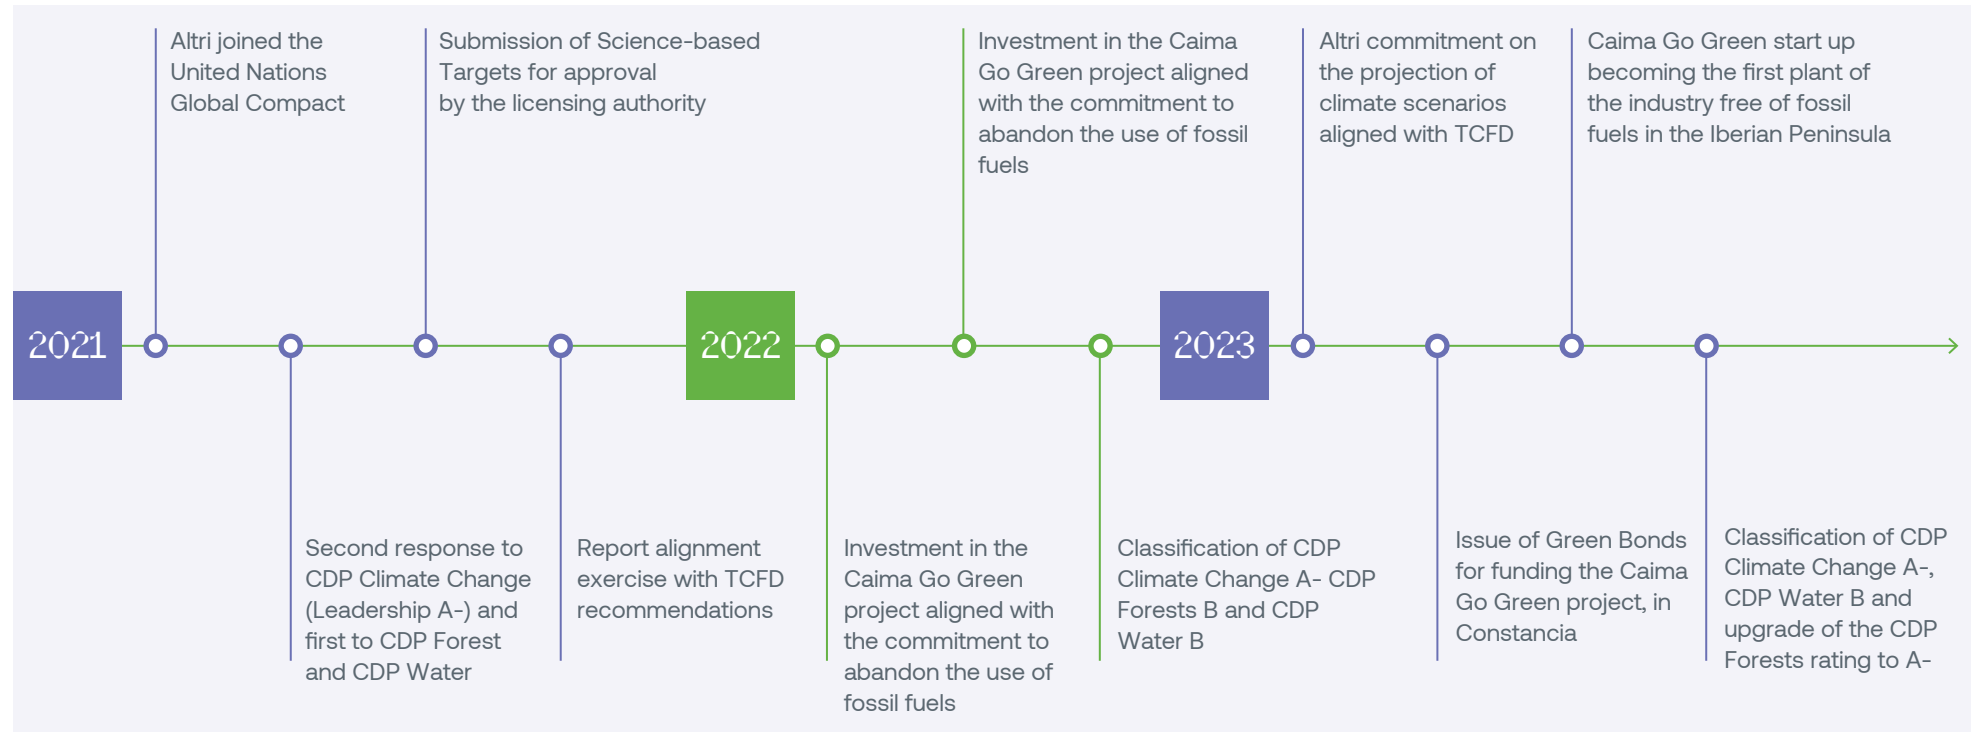 2021
Altri joined the
United Nations
Global Compact
Second response to
CDP Climate Change
(Leadership A-) and
first to CDP Forest
and CDP Water
Submission of Science-based
Targets for approval
by the licensing authority
Report alignment
exercise with TCFD
recommendations
2022
Investment in the
Caima Go Green
project aligned with
the commitment to
abandon the use of
fossil fuels
Investment in the Caima
Go Green project aligned
with the commitment to
abandon the use of fossil
fuels
Classification of CDP
Climate Change A- CDP
Forests B and CDP
Water B
2023
Altri commitment on
the projection of
climate scenarios
aligned with TCFD
Issue of Green Bonds
for funding the Caima
Go Green project, in
Constancia
Caima Go Green start up
becoming the first plant of
the industry free of fossil
fuels in the Iberian Peninsula
Classification of CDP
Climate Change A-,
CDP Water B and
upgrade of the CDP
Forests rating to A-